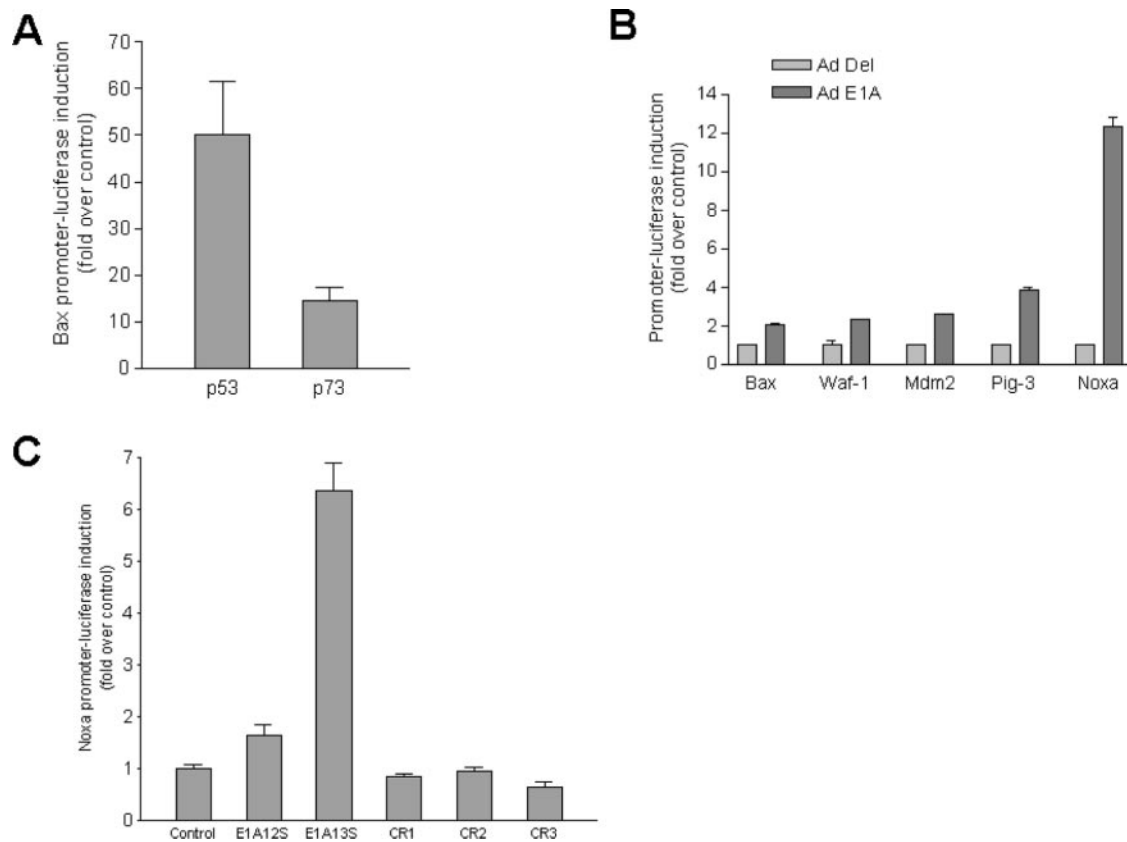 A
Bax promoter-luciferase induction
(fold over control)
70
60
50
40
30
20
10
0
p53 p73
B
Ad Del
Ad E1A
Promoter-luciferase induction
(fold over control)
14
12
10
8
6
4
2
0
Bax Waf-1 Mdm2 Pig-3 Noxa
C
Noxa promoter-luciferase induction
(fold over control)
7
6
5
4
3
2
1
0
Control E1A12S E1A13S CR1 CR2 CR3